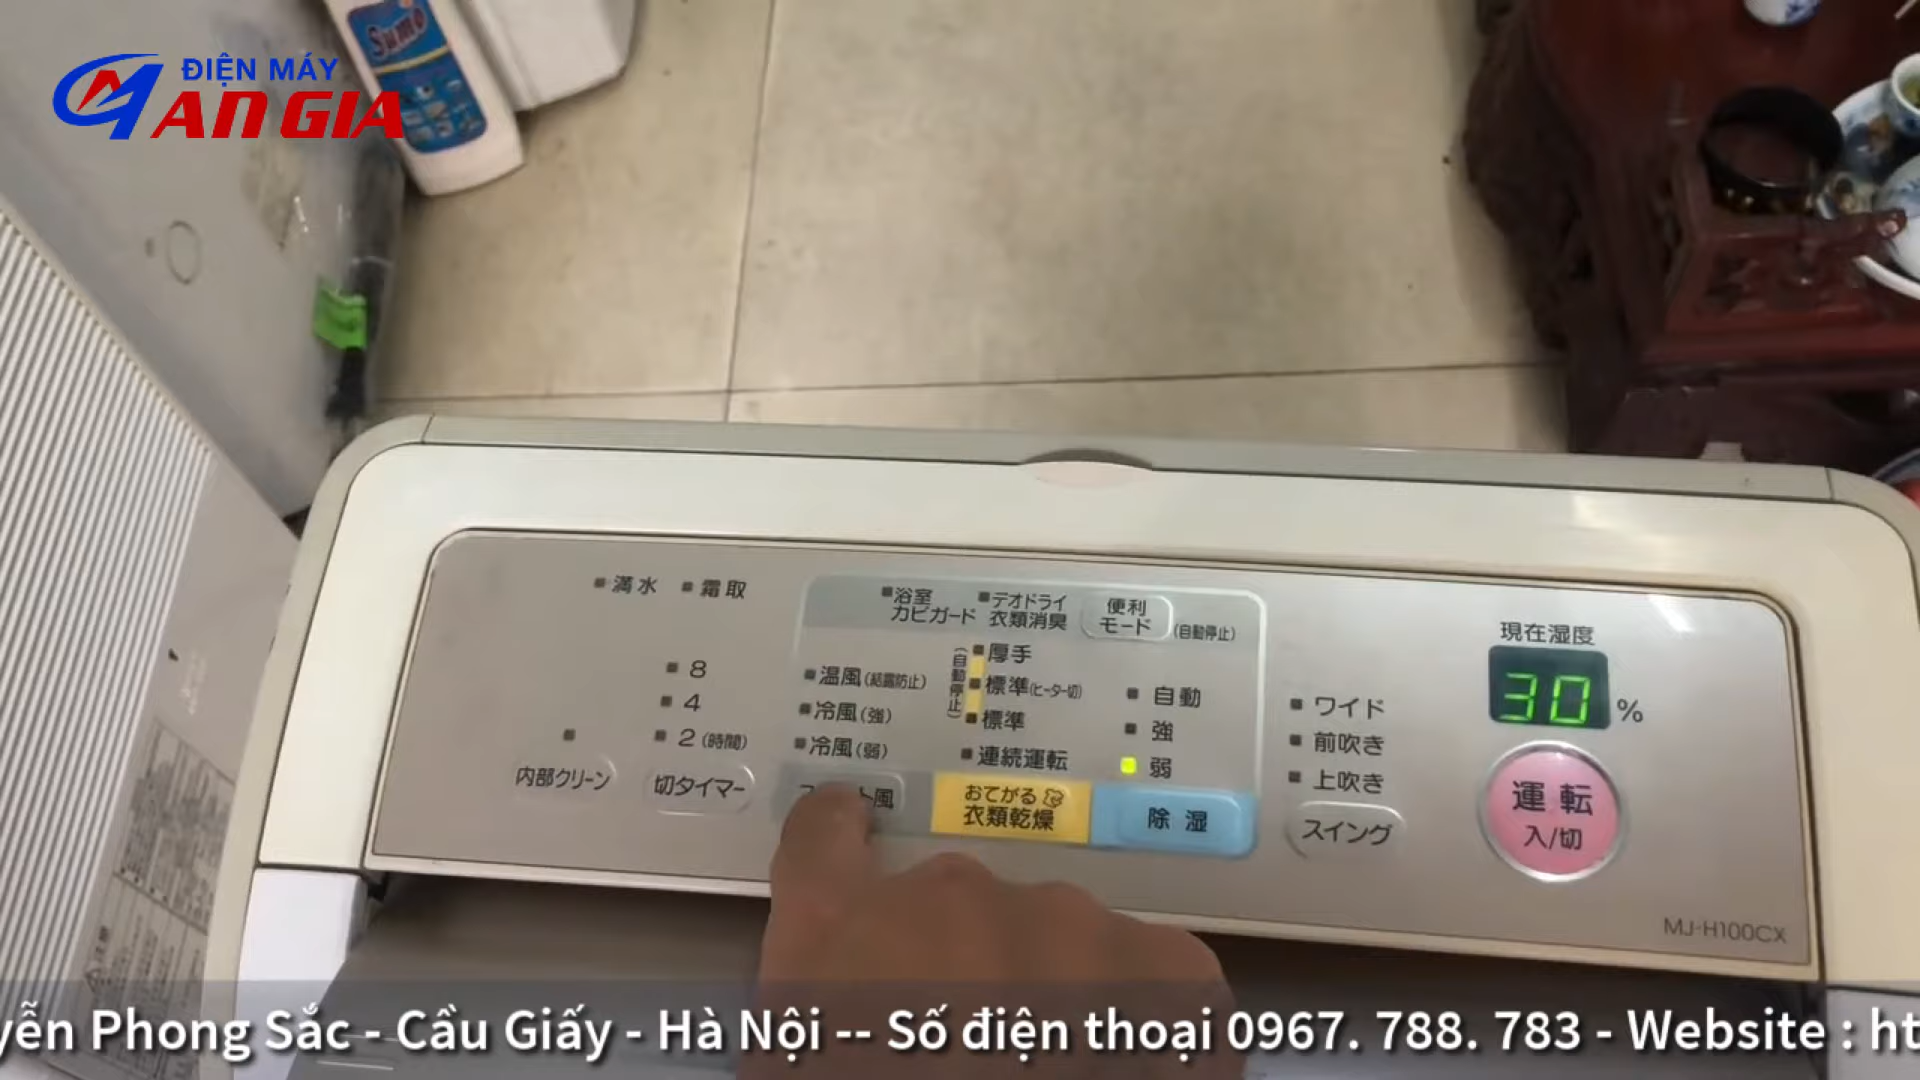 ĐIỆN MÁY
AN GIA
Sumo
満水
霜取
浴室
カビガード
デオドライ
衣類消臭
便利
モード
(自動停止)
8
4
2(時間)
温風(結露防止)
冷風(強)
冷風(弱)
(自動停止)
厚手
標準(ヒーター切)
標準
連続運転
自動
強
弱
ワイド
前吹き
上吹き
現在湿度
30
%
内部クリーン
切タイマー
ト風
おてがる
衣類乾燥
除湿
スイング
運転
入/切
MJ-H100CX
yễn Phong Sắc - Cầu Giấy - Hà Nội -- Số điện thoại 0967. 788. 783 - Website : ht